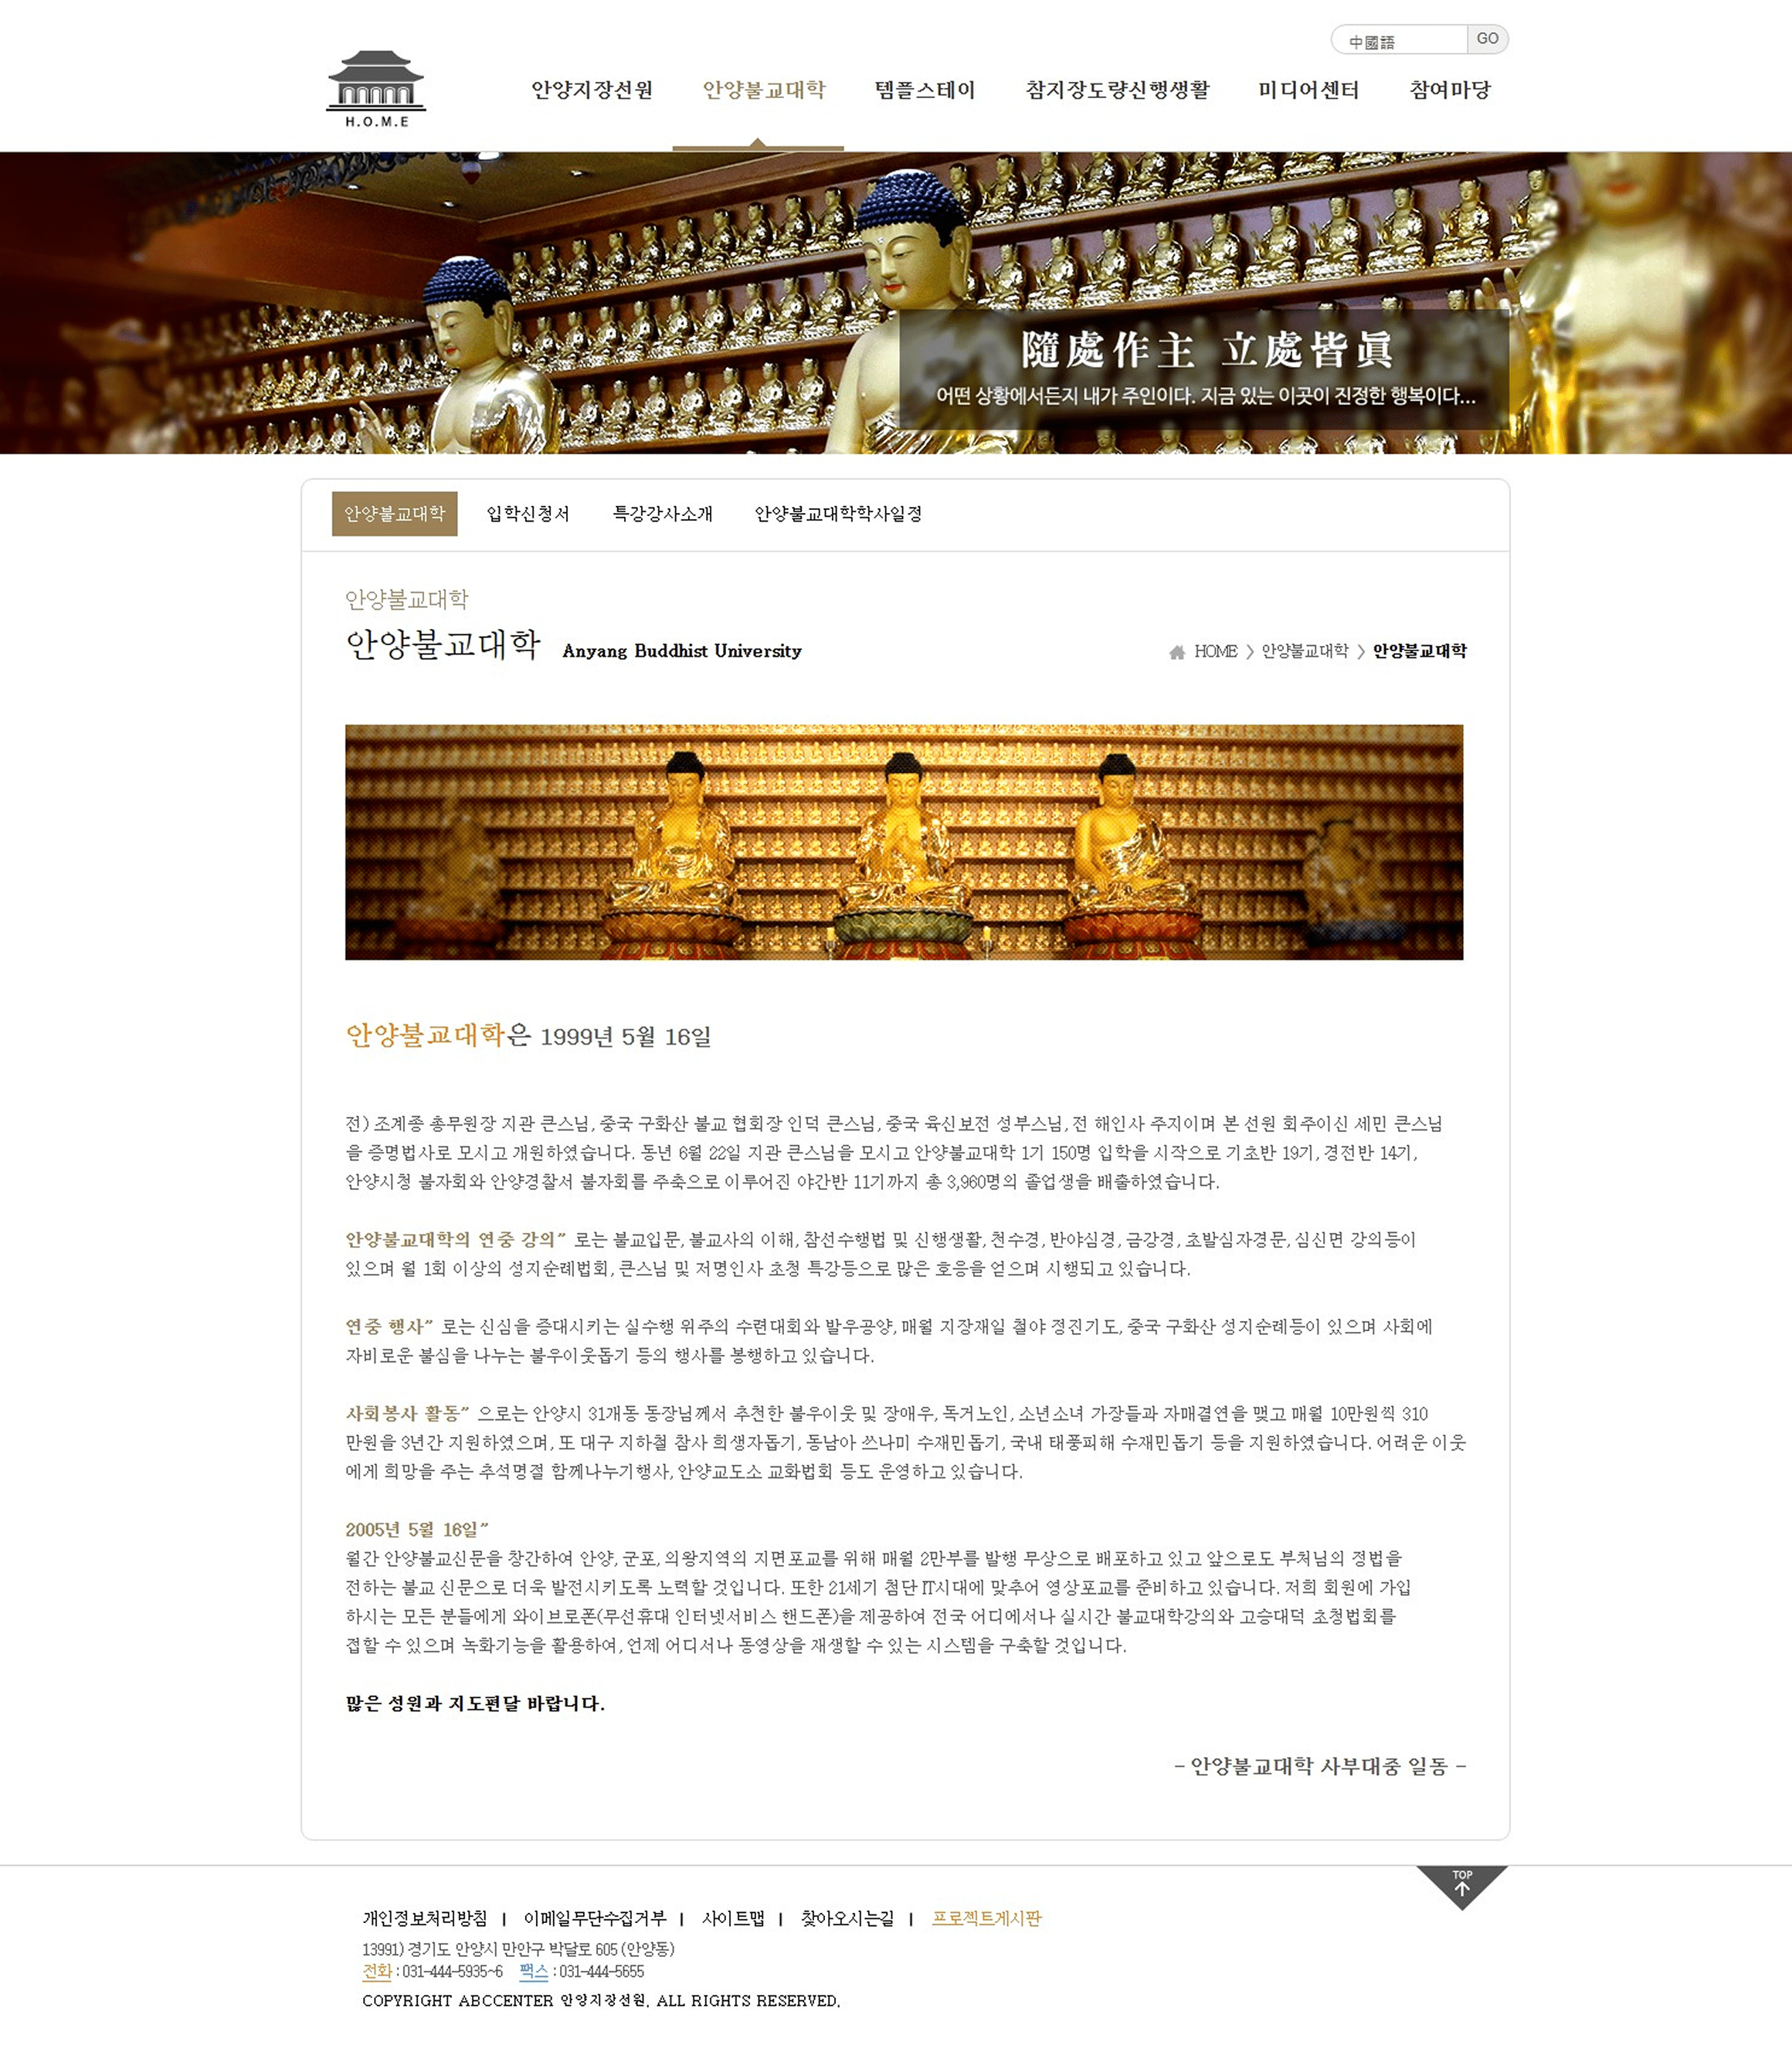 中國語 GO
H.O.M.E
안양지장선원 안양불교대학 템플스테이 참지장도량신행생활 미디어센터 참여마당
隨處作主 立處皆眞
어떤 상황에서든지 내가 주인이다. 지금 있는 이곳이 진정한 행복이다...
안양불교대학 입학신청서 특강강사소개 안양불교대학학사일정
안양불교대학
안양불교대학 Anyang Buddhist University
HOME > 안양불교대학 > 안양불교대학
안양불교대학은 1999년 5월 16일
전) 조계종 총무원장 지관 큰스님, 중국 구화산 불교 협회장 인덕 큰스님, 중국 육신보전 성부스님, 전 해인사 주지이며 본 선원 회주이신 세민 큰스님
을 증명법사로 모시고 개원하였습니다. 동년 6월 22일 지관 큰스님을 모시고 안양불교대학 1기 150명 입학을 시작으로 기초반 19기, 경전반 14기,
안양시청 불자회와 안양경찰서 불자회를 주축으로 이루어진 야간반 11기까지 총 3,960명의 졸업생을 배출하였습니다.
안양불교대학의 연중 강의” 로는 불교입문, 불교사의 이해, 참선수행법 및 신행생활, 천수경, 반야심경, 금강경, 초발심자경문, 심신면 강의등이
있으며 월 1회 이상의 성지순례법회, 큰스님 및 저명인사 초청 특강등으로 많은 호응을 얻으며 시행되고 있습니다.
연중 행사” 로는 신심을 증대시키는 실수행 위주의 수련대회와 발우공양, 매월 지장재일 철야 정진기도, 중국 구화산 성지순례등이 있으며 사회에
자비로운 불심을 나누는 불우이웃돕기 등의 행사를 봉행하고 있습니다.
사회봉사 활동” 으로는 안양시 31개동 동장님께서 추천한 불우이웃 및 장애우, 독거노인, 소년소녀 가장들과 자매결연을 맺고 매월 10만원씩 310
만원을 3년간 지원하였으며, 또 대구 지하철 참사 희생자돕기, 동남아 쓰나미 수재민돕기, 국내 태풍피해 수재민돕기 등을 지원하였습니다. 어려운 이웃
에게 희망을 주는 추석명절 함께나누기행사, 안양교도소 교화법회 등도 운영하고 있습니다.
2005년 5월 16일”
월간 안양불교신문을 창간하여 안양, 군포, 의왕지역의 지면포교를 위해 매월 2만부를 발행 무상으로 배포하고 있고 앞으로도 부처님의 정법을
전하는 불교 신문으로 더욱 발전시키도록 노력할 것입니다. 또한 21세기 첨단 IT시대에 맞추어 영상포교를 준비하고 있습니다. 저희 회원에 가입
하시는 모든 분들에게 와이브로폰(무선휴대 인터넷서비스 핸드폰)을 제공하여 전국 어디에서나 실시간 불교대학강의와 고승대덕 초청법회를
접할 수 있으며 녹화기능을 활용하여, 언제 어디서나 동영상을 재생할 수 있는 시스템을 구축할 것입니다.
많은 성원과 지도편달 바랍니다.
- 안양불교대학 사부대중 일동 -
TOP
개인정보처리방침 | 이메일무단수집거부 | 사이트맵 | 찾아오시는길 | 프로젝트게시판
13991) 경기도 안양시 만안구 박달로 605 (안양동)
전화 : 031-444-5935~6 팩스 : 031-444-5655
COPYRIGHT ABCCENTER 안양지장선원. ALL RIGHTS RESERVED.